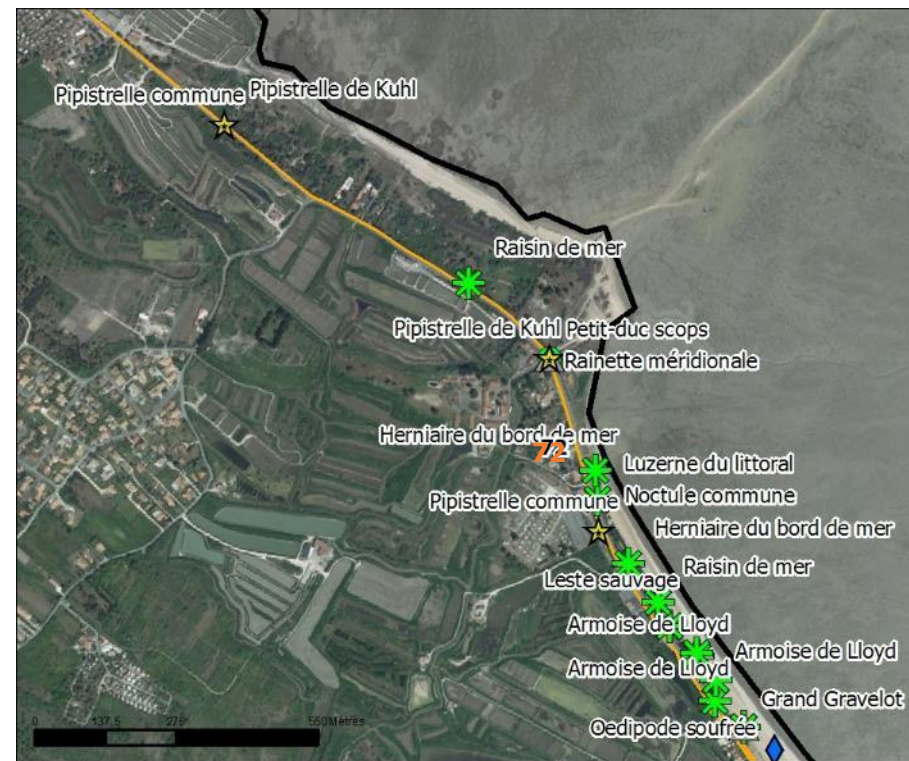 Pipistrelle commune Pipistrelle de Kuhl
Raisin de mer
Pipistrelle de Kuhl Petit-duc scops
Rainette méridionale
Herniaire du bord de mer
72
Luzerne du littoral
Pipistrelle commune Noctule commune
Herniaire du bord de mer
Raisin de mer
Leste sauvage
Armoise de Lloyd
Armoise de Lloyd
Armoise de Lloyd
Grand Gravelot
Oedipode soufrée
0 137,5 275 550 Mètres